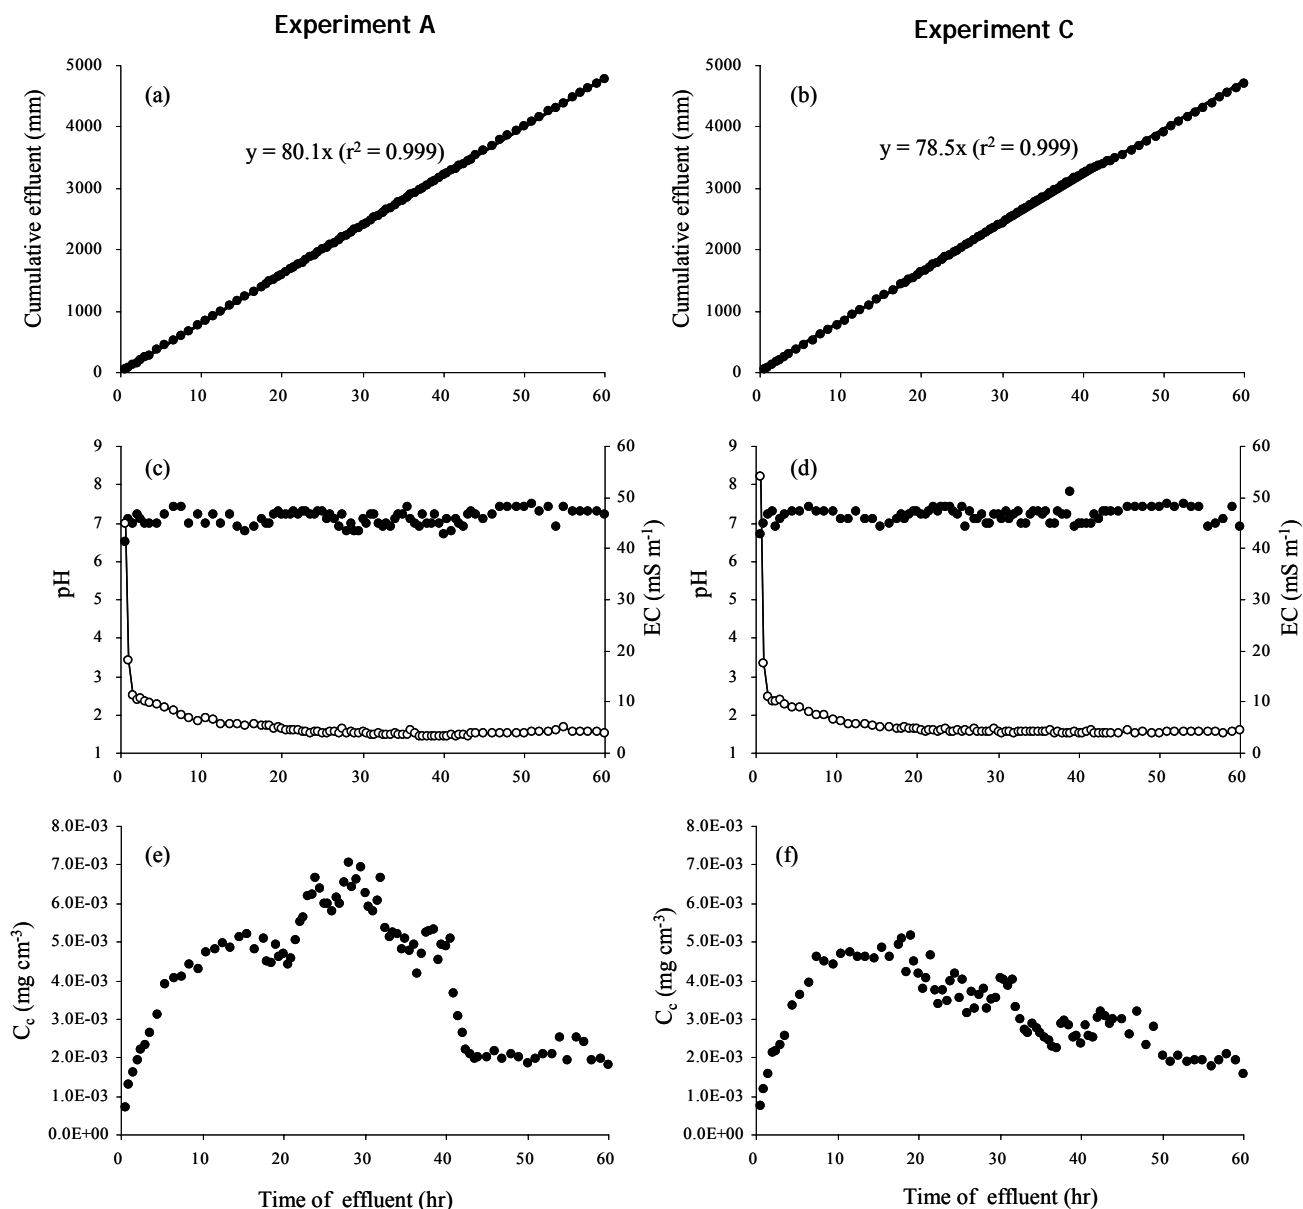 Experiment A
Experiment C
5000
4000
3000
2000
1000
0
0 10 20 30 40 50 60
Cumulative effluent (mm)
(a)
y = 80.1x (r² = 0.999)
5000
4000
3000
2000
1000
0
0 10 20 30 40 50 60
Cumulative effluent (mm)
(b)
y = 78.5x (r² = 0.999)
9
8
7
6
5
4
3
2
1
pH
(c)
60
50
40
30
20
10
0
EC (mS m⁻¹)
0 10 20 30 40 50 60
9
8
7
6
5
4
3
2
1
pH
(d)
60
50
40
30
20
10
0
EC (mS m⁻¹)
0 10 20 30 40 50 60
8.0E-03
7.0E-03
6.0E-03
5.0E-03
4.0E-03
3.0E-03
2.0E-03
1.0E-03
0.0E+00
C_c (mg cm⁻³)
(e)
0 10 20 30 40 50 60
Time of effluent (hr)
8.0E-03
7.0E-03
6.0E-03
5.0E-03
4.0E-03
3.0E-03
2.0E-03
1.0E-03
0.0E+00
C_c (mg cm⁻³)
(f)
0 10 20 30 40 50 60
Time of effluent (hr)